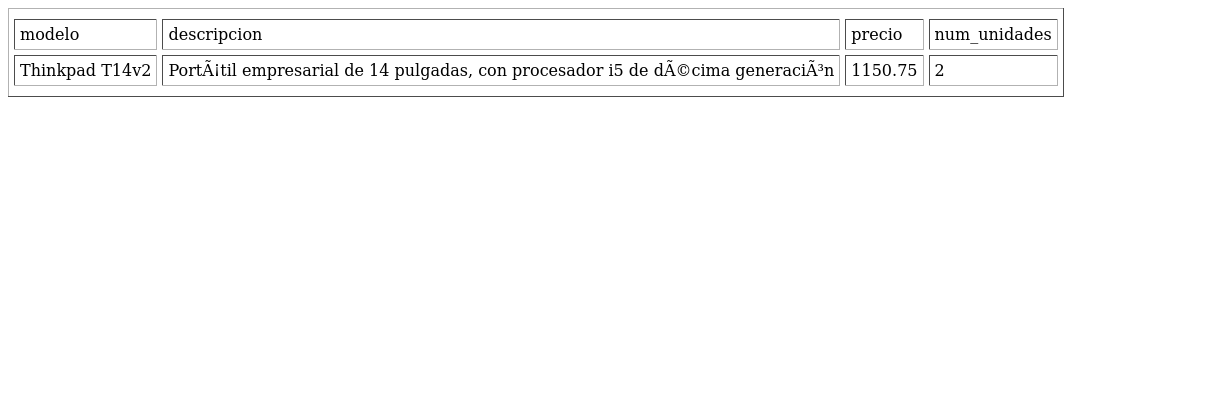 modelo descripcion precio num_unidades
Thinkpad T14v2 PortÃ¡til empresarial de 14 pulgadas, con procesador i5 de dÃ©cima generaciÃ³n 1150.75 2